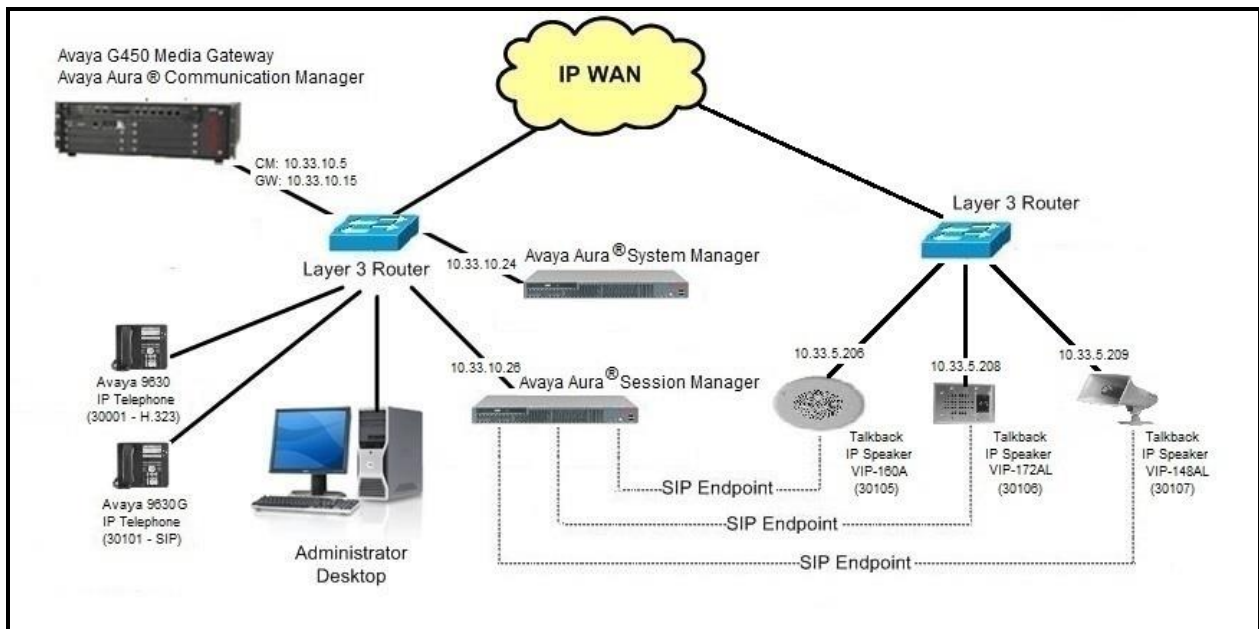 Avaya G450 Media Gateway
Avaya Aura ® Communication Manager
IP WAN
CM: 10.33.10.5
GW: 10.33.10.15
Layer 3 Router
Layer 3 Router
10.33.10.24
Avaya Aura® System Manager
10.33.10.26
Avaya Aura® Session Manager
10.33.5.206
10.33.5.208
10.33.5.209
Avaya 9630
IP Telephone
(30001 - H.323)
Avaya 9630G
IP Telephone
(30101 - SIP)
Administrator
Desktop
Talkback
IP Speaker
VIP-160A
(30105)
Talkback
IP Speaker
VIP-172AL
(30106)
Talkback
IP Speaker
VIP-148AL
(30107)
SIP Endpoint
SIP Endpoint
SIP Endpoint